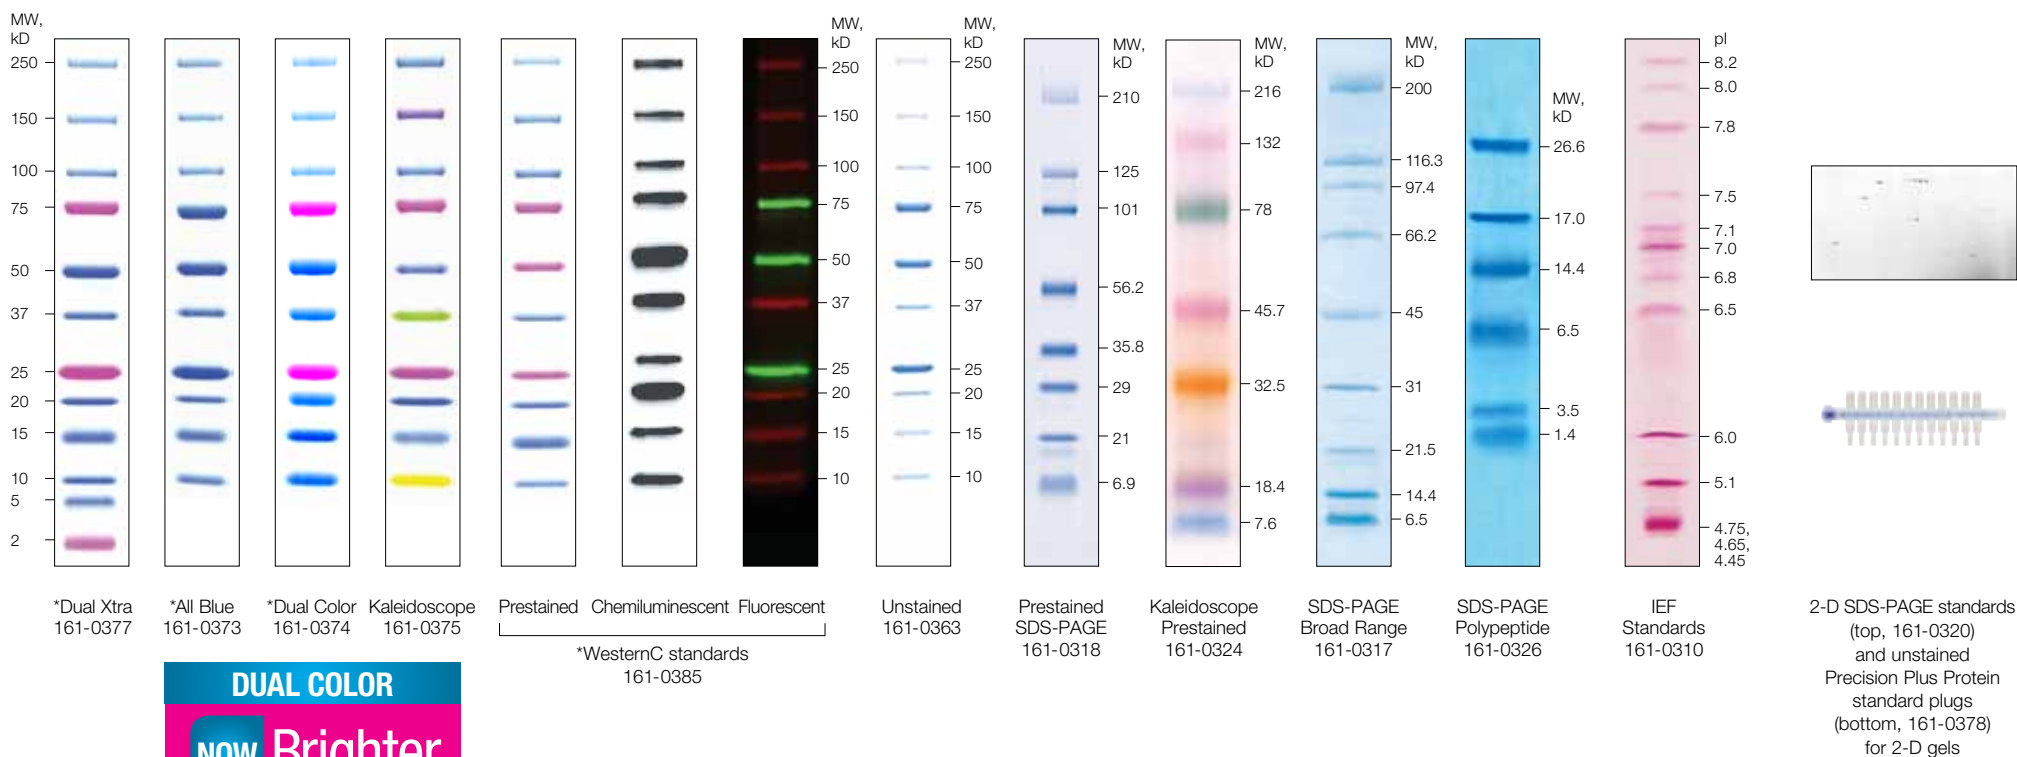 MW,
kD
250
150
100
75
50
37
25
20
15
10
5
2
MW,
kD
250
150
100
75
50
37
25
20
15
10
MW,
kD
250
150
100
75
50
37
25
20
15
10
MW,
kD
210
125
101
56.2
35.8
29
21
6.9
MW,
kD
216
132
78
45.7
32.5
18.4
7.6
MW,
kD
200
116.3
97.4
66.2
45
31
21.5
14.4
6.5
MW,
kD
26.6
17.0
14.4
6.5
3.5
1.4
pI
8.2
8.0
7.8
7.5
7.1
7.0
6.8
6.5
6.0
5.1
4.75,
4.65,
4.45
*Dual Xtra
161-0377
*All Blue
161-0373
*Dual Color
161-0374
Kaleidoscope
161-0375
Prestained
Chemiluminescent
Fluorescent
*WesternC standards
161-0385
Unstained
161-0363
Prestained
SDS-PAGE
161-0318
Kaleidoscope
Prestained
161-0324
SDS-PAGE
Broad Range
161-0317
SDS-PAGE
Polypeptide
161-0326
IEF
Standards
161-0310
2-D SDS-PAGE standards
(top, 161-0320)
and unstained
Precision Plus Protein
standard plugs
(bottom, 161-0378)
for 2-D gels
DUAL COLOR
NOW Brighter